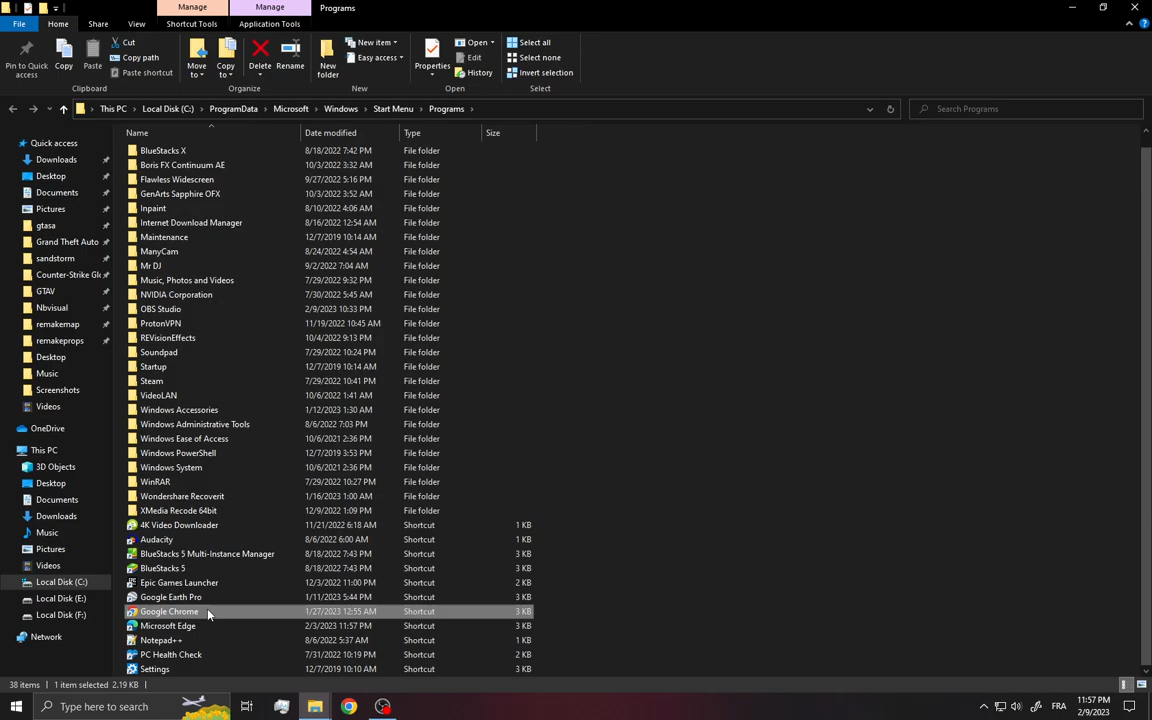 Manage
Manage
Programs
File
Home
Share
View
Shortcut Tools
Application Tools
Pin to Quick access
Copy
Paste
Cut
Copy path
Paste shortcut
Clipboard
Move to
Copy to
Delete
Rename
Organize
New folder
New item
Easy access
New
Properties
Open
Edit
History
Open
Select all
Select none
Invert selection
Select
This PC > Local Disk (C:) > ProgramData > Microsoft > Windows > Start Menu > Programs >
Search Programs
Quick access
Downloads
Desktop
Documents
Pictures
gtasa
Grand Theft Auto
sandstorm
Counter-Strike Glo
GTAV
Nbvisual
remakemap
remakeprops
Desktop
Music
Screenshots
Videos
OneDrive
This PC
3D Objects
Desktop
Documents
Downloads
Music
Pictures
Videos
Local Disk (C:)
Local Disk (E:)
Local Disk (F:)
Network
Name Date modified Type Size
BlueStacks X 8/18/2022 7:42 PM File folder
Boris FX Continuum AE 10/3/2022 3:32 AM File folder
Flawless Widescreen 9/27/2022 5:16 PM File folder
GenArts Sapphire OFX 10/3/2022 3:52 AM File folder
Inpaint 8/10/2022 4:06 AM File folder
Internet Download Manager 8/16/2022 12:54 AM File folder
Maintenance 12/7/2019 10:14 AM File folder
ManyCam 8/24/2022 4:54 AM File folder
Mr DJ 9/2/2022 7:04 AM File folder
Music, Photos and Videos 7/29/2022 9:32 PM File folder
NVIDIA Corporation 7/30/2022 5:45 AM File folder
OBS Studio 2/9/2023 10:33 PM File folder
ProtonVPN 11/19/2022 10:45 AM File folder
REVisionEffects 10/4/2022 9:13 PM File folder
Soundpad 7/29/2022 10:24 PM File folder
Startup 12/7/2019 10:14 AM File folder
Steam 7/29/2022 10:41 PM File folder
VideoLAN 10/6/2022 1:41 AM File folder
Windows Accessories 1/12/2023 1:30 AM File folder
Windows Administrative Tools 8/6/2022 7:03 PM File folder
Windows Ease of Access 10/6/2021 2:36 PM File folder
Windows PowerShell 12/7/2019 3:53 PM File folder
Windows System 10/6/2021 2:36 PM File folder
WinRAR 7/29/2022 10:27 PM File folder
Wondershare Recoverit 1/16/2023 1:00 AM File folder
XMedia Recode 64bit 12/9/2022 1:09 PM File folder
4K Video Downloader 11/21/2022 6:18 AM Shortcut 1 KB
Audacity 8/6/2022 6:00 AM Shortcut 1 KB
BlueStacks 5 Multi-Instance Manager 8/18/2022 7:43 PM Shortcut 3 KB
BlueStacks 5 8/18/2022 7:43 PM Shortcut 3 KB
Epic Games Launcher 12/3/2022 11:00 PM Shortcut 2 KB
Google Earth Pro 1/11/2023 5:44 PM Shortcut 3 KB
Google Chrome 1/27/2023 12:55 AM Shortcut 3 KB
Microsoft Edge 2/3/2023 11:57 PM Shortcut 3 KB
Notepad++ 8/6/2022 5:37 AM Shortcut 1 KB
PC Health Check 7/31/2022 10:19 PM Shortcut 2 KB
Settings 12/7/2019 10:10 AM Shortcut 3 KB
38 items 1 item selected 2.19 KB
Type here to search
FRA
11:57 PM
2/9/2023